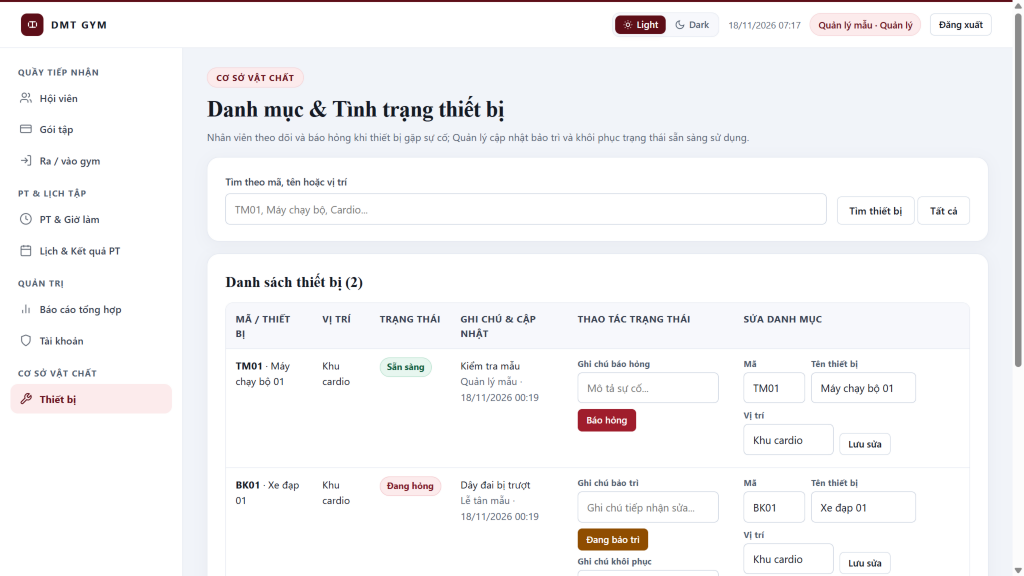 DMT GYM
Light
Dark
18/11/2026 07:17
Quản lý mẫu · Quản lý
Đăng xuất
QUẦY TIẾP NHẬN
Hội viên
Gói tập
Ra / vào gym
PT & LỊCH TẬP
PT & Giờ làm
Lịch & Kết quả PT
QUẢN TRỊ
Báo cáo tổng hợp
Tài khoản
CƠ SỞ VẬT CHẤT
Thiết bị
CƠ SỞ VẬT CHẤT
Danh mục & Tình trạng thiết bị
Nhân viên theo dõi và báo hỏng khi thiết bị gặp sự cố; Quản lý cập nhật bảo trì và khôi phục trạng thái sẵn sàng sử dụng.
Tìm theo mã, tên hoặc vị trí
TM01, Máy chạy bộ, Cardio...
Tìm thiết bị
Tất cả
Danh sách thiết bị (2)
MÃ / THIẾT BỊ
VỊ TRÍ
TRẠNG THÁI
GHI CHÚ & CẬP NHẬT
THAO TÁC TRẠNG THÁI
SỬA DANH MỤC
TM01 · Máy chạy bộ 01
Khu cardio
Sẵn sàng
Kiểm tra mẫu
Quản lý mẫu ·
18/11/2026 00:19
Ghi chú báo hỏng
Mô tả sự cố...
Báo hỏng
Mã
TM01
Tên thiết bị
Máy chạy bộ 01
Vị trí
Khu cardio
Lưu sửa
BK01 · Xe đạp 01
Khu cardio
Đang hỏng
Dây đai bị trượt
Lễ tân mẫu ·
18/11/2026 00:19
Ghi chú bảo trì
Ghi chú tiếp nhận sửa...
Đang bảo trì
Ghi chú khôi phục
Mã
BK01
Tên thiết bị
Xe đạp 01
Vị trí
Khu cardio
Lưu sửa